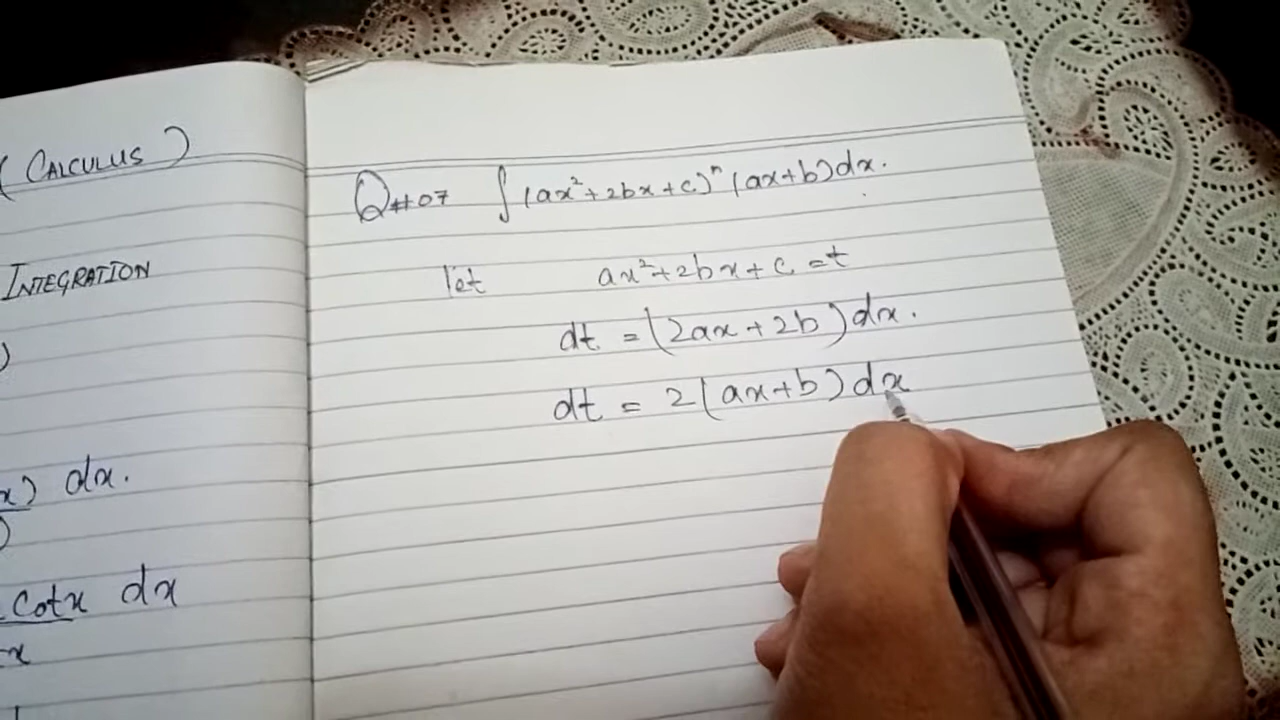 ( CALCULUS )
INTEGRATION
)
x) dx.
)
Cotx dx
x
Q#07 ∫(ax²+2bx+c)ⁿ (ax+b)dx.
let ax²+2bx+c=t
dt = (2ax+2b)dx.
dt = 2(ax+b)dx